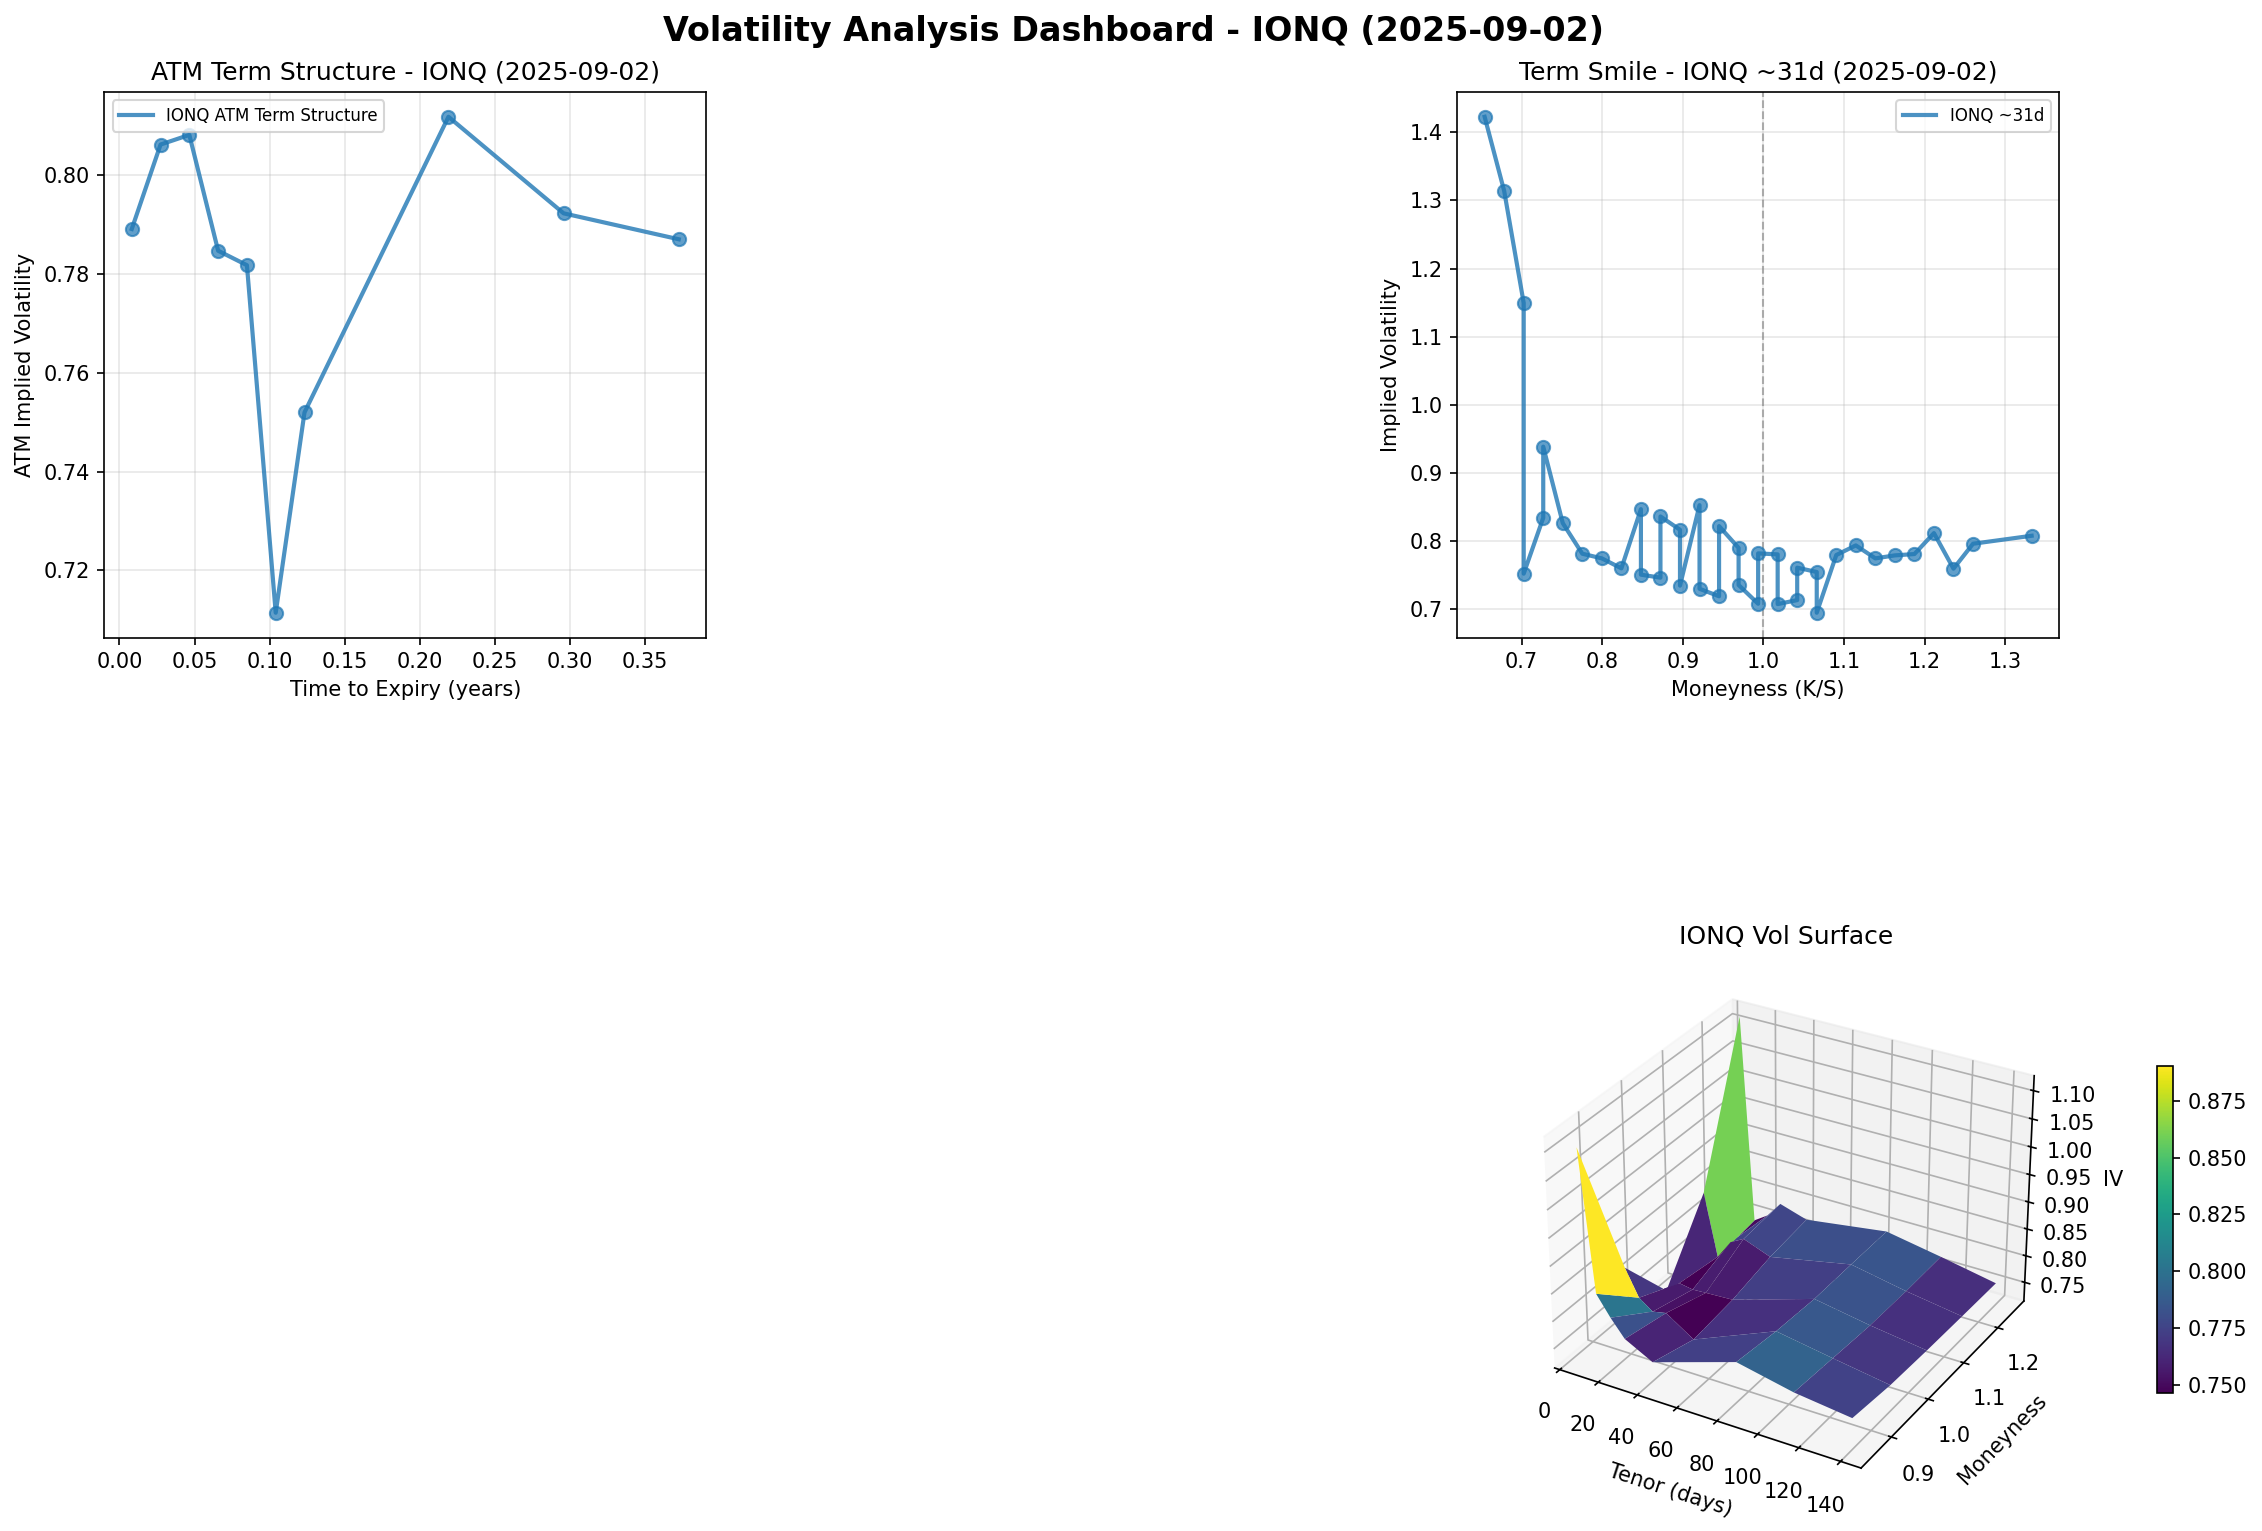 Volatility Analysis Dashboard - IONQ (2025-09-02)
ATM Term Structure - IONQ (2025-09-02)
IONQ ATM Term Structure
ATM Implied Volatility
0.80
0.78
0.76
0.74
0.72
0.00 0.05 0.10 0.15 0.20 0.25 0.30 0.35
Time to Expiry (years)
Term Smile - IONQ ~31d (2025-09-02)
IONQ ~31d
Implied Volatility
1.4
1.3
1.2
1.1
1.0
0.9
0.8
0.7
0.7 0.8 0.9 1.0 1.1 1.2 1.3
Moneyness (K/S)
IONQ Vol Surface
1.10
1.05
1.00
0.95
0.90
0.85
0.80
0.75
IV
0 20 40 60 80 100 120 140
Tenor (days)
0.9 1.0 1.1 1.2
Moneyness
0.875
0.850
0.825
0.800
0.775
0.750